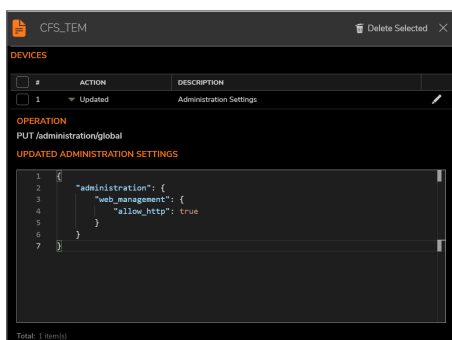 CFS_TEM
Delete Selected
DEVICES
# ACTION DESCRIPTION
1 Updated Administration Settings
OPERATION
PUT /administration/global
UPDATED ADMINISTRATION SETTINGS
1 {
2 "administration": {
3 "web_management": {
4 "allow_http": true
5 }
6 }
7 }
Total: 1 item(s)